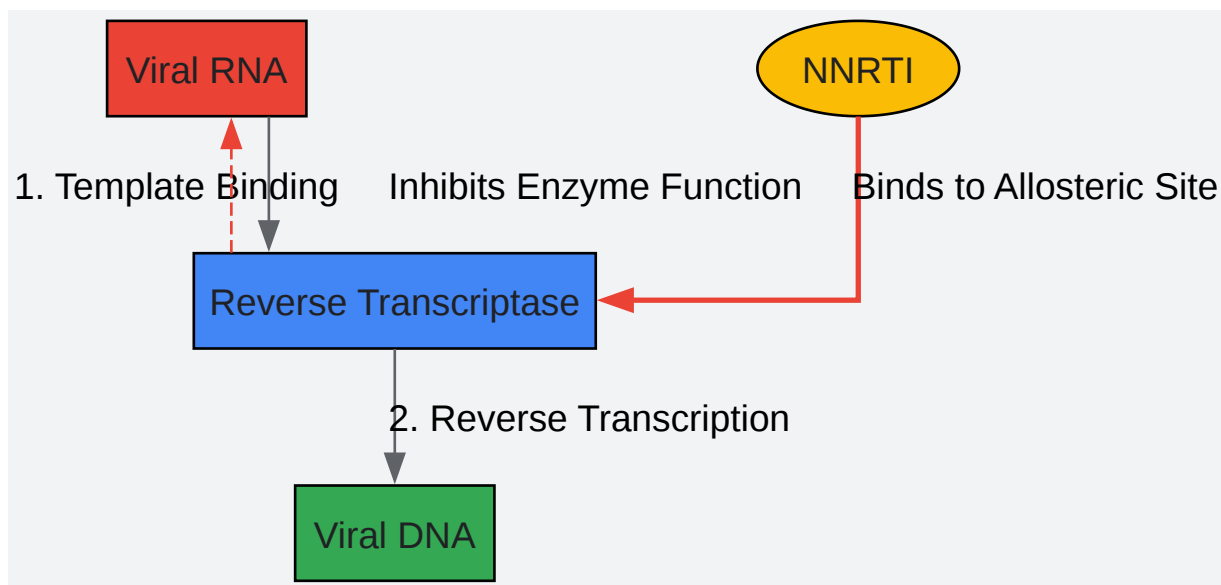 Viral RNA
NNRTI
1. Template Binding
Inhibits Enzyme Function
Binds to Allosteric Site
Reverse Transcriptase
2. Reverse Transcription
Viral DNA